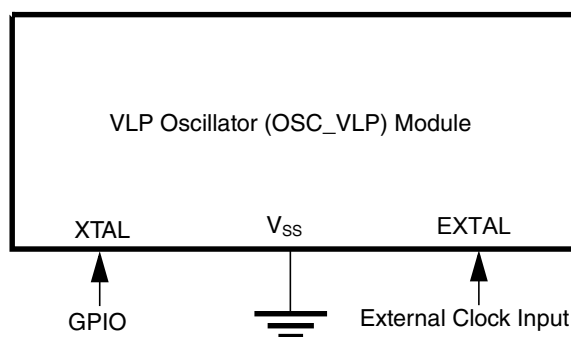 VLP Oscillator (OSC_VLP) Module
XTAL VSS EXTAL
GPIO External Clock Input